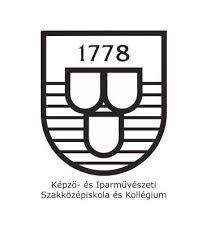 1778
Képző- és Iparművészeti
Szakközépiskola és Kollégium